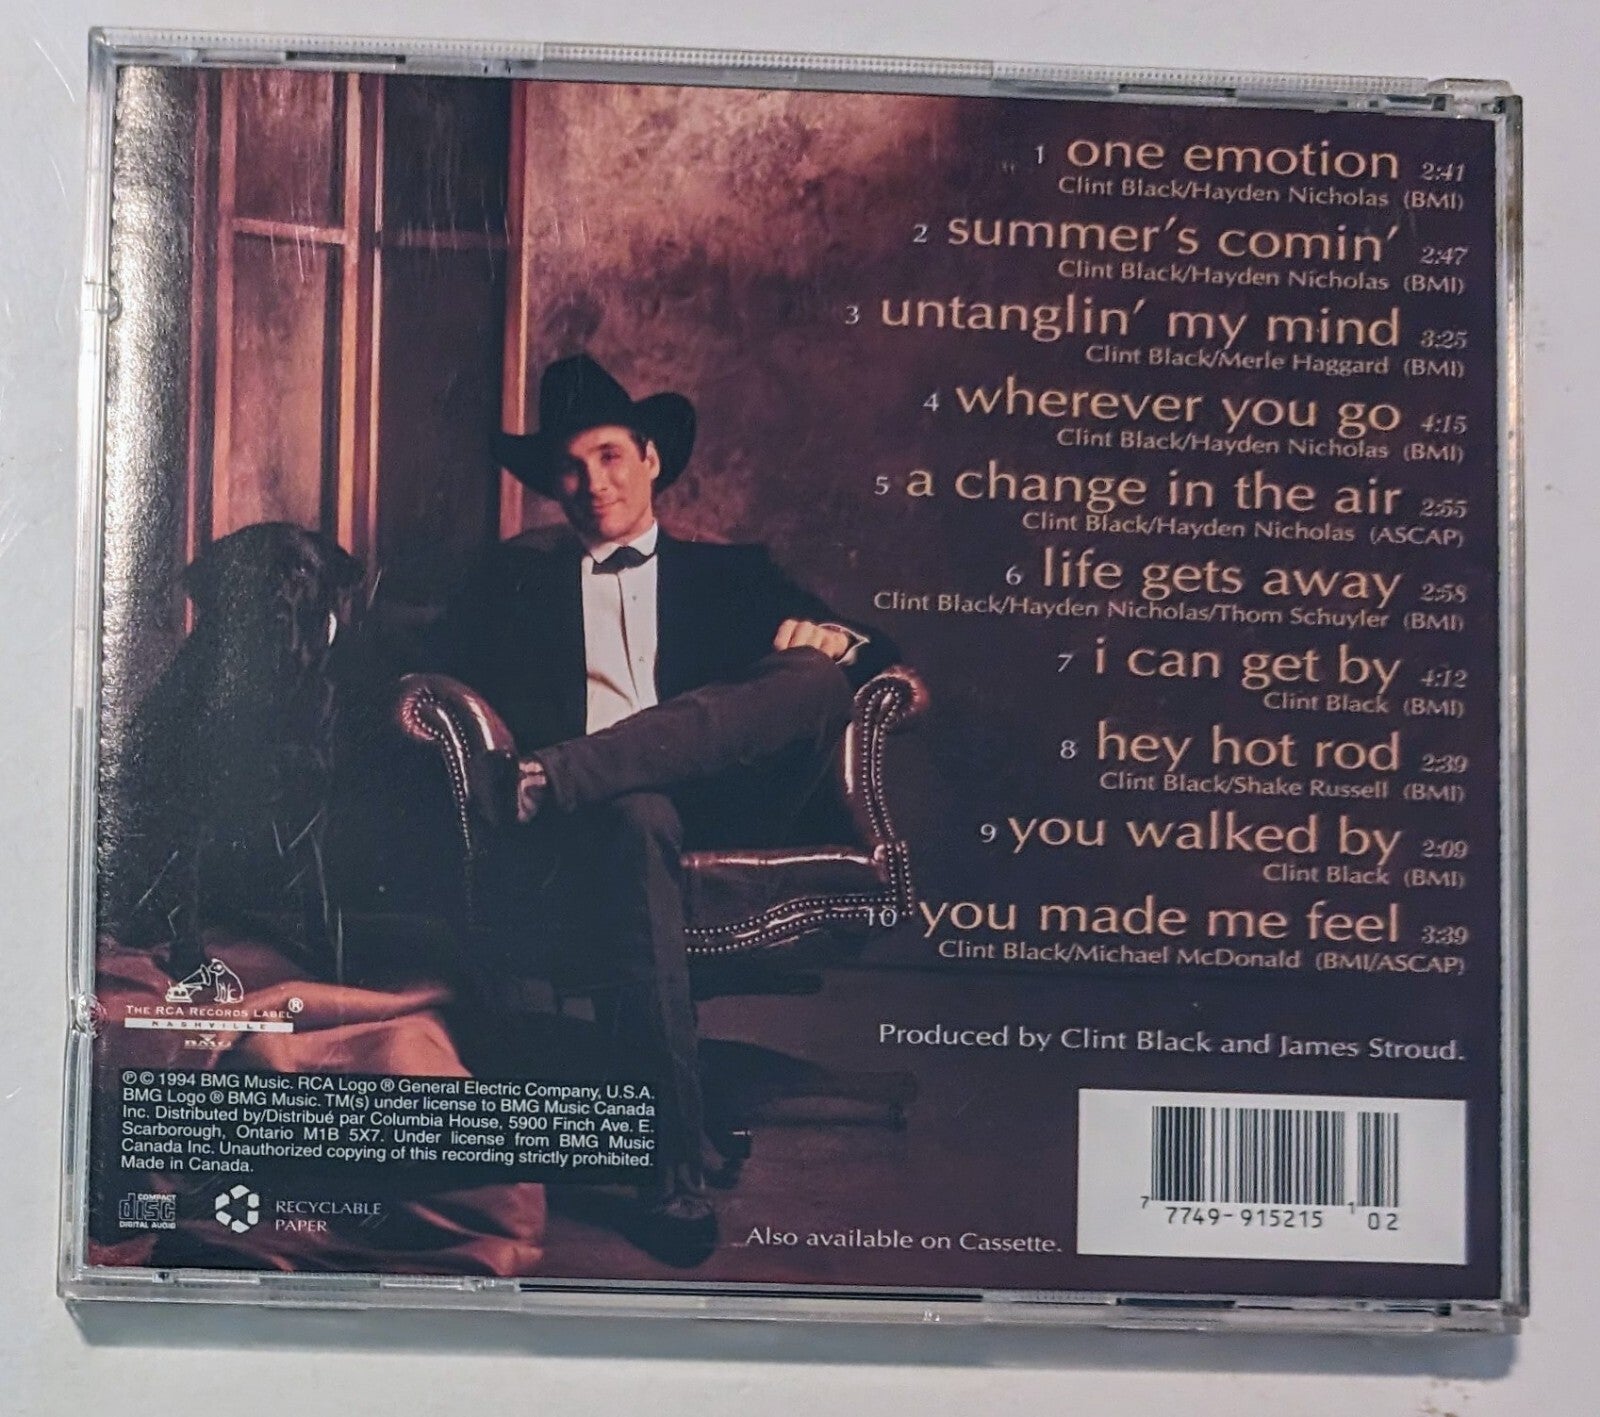 1 one emotion 2:41
Clint Black/Hayden Nicholas (BMI)
2 summer's comin' 2:47
Clint Black/Hayden Nicholas (BMI)
3 untanglin' my mind 3:25
Clint Black/Merle Haggard (BMI)
4 wherever you go 4:15
Clint Black/Hayden Nicholas (BMI)
5 a change in the air 2:55
Clint Black/Hayden Nicholas (ASCAP)
6 life gets away 2:58
Clint Black/Hayden Nicholas/Thom Schuyler (BMI)
7 i can get by 4:12
Clint Black (BMI)
8 hey hot rod 2:39
Clint Black/Shake Russell (BMI)
9 you walked by 2:09
Clint Black (BMI)
10 you made me feel 3:39
Clint Black/Michael McDonald (BMI/ASCAP)
Produced by Clint Black and James Stroud.
THE RCA RECORDS LABEL ®
NASHVILLE
BMG
℗ © 1994 BMG Music. RCA Logo ® General Electric Company, U.S.A.
BMG Logo ® BMG Music. TM(s) under license to BMG Music Canada
Inc. Distributed by/Distribué par Columbia House, 5900 Finch Ave. E.
Scarborough, Ontario M1B 5X7. Under license from BMG Music
Canada Inc. Unauthorized copying of this recording strictly prohibited.
Made in Canada.
COMPACT
disc
DIGITAL AUDIO
RECYCLABLE
PAPER
Also available on Cassette.
7 7749-915215 1 02